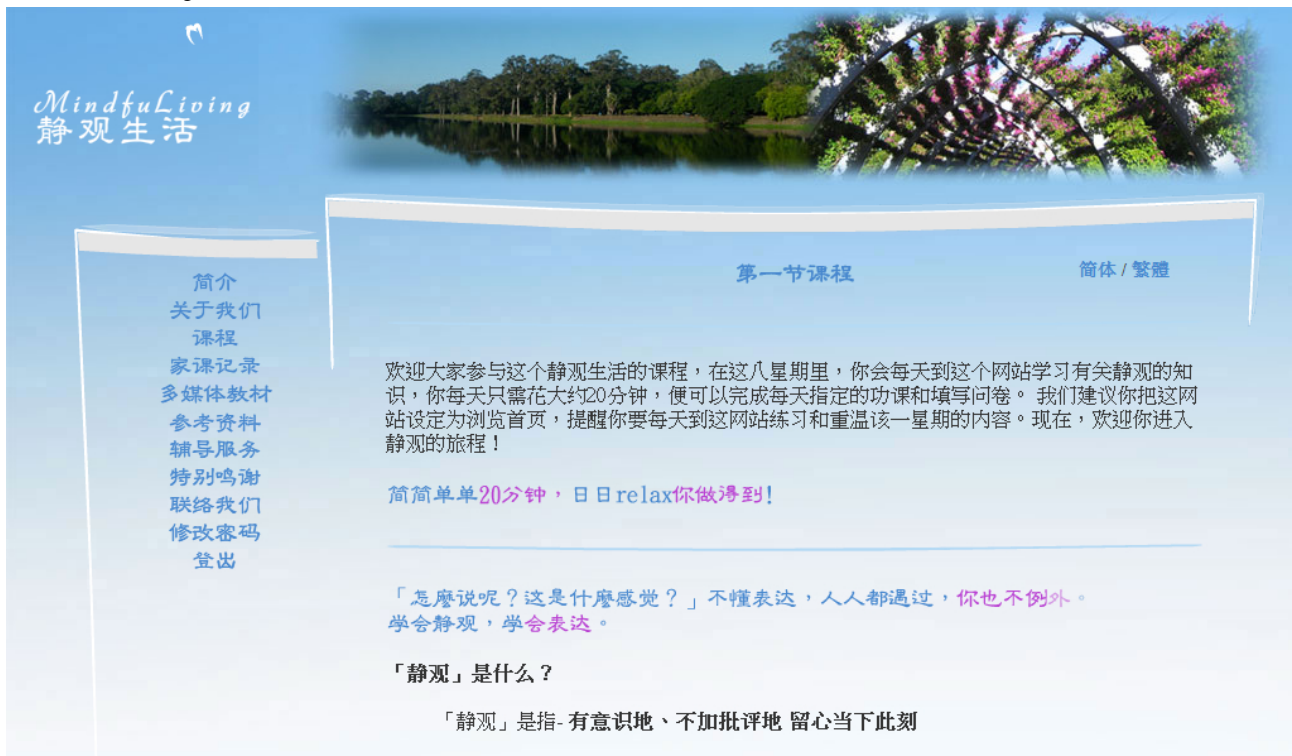 MindfuLiving
静观生活
简介
关于我们
课程
家课记录
多媒体教材
参考资料
辅导服务
特别鸣谢
联络我们
修改密码
登出
第一节课程
简体 / 繁體
欢迎大家参与这个静观生活的课程，在这八星期里，你会每天到这个网站学习有关静观的知
识，你每天只需花大约20分钟，便可以完成每天指定的功课和填写问卷。 我们建议你把这网
站设定为浏览首页，提醒你要每天到这网站练习和重温该一星期的内容。现在，欢迎你进入
静观的旅程！
简简单单20分钟，日日relax你做得到!
「怎麽说呢？这是什麽感觉？」不懂表达，人人都遇过，你也不例外。
学会静观，学会表达。
「静观」是什么？
「静观」是指- 有意识地、不加批评地 留心当下此刻